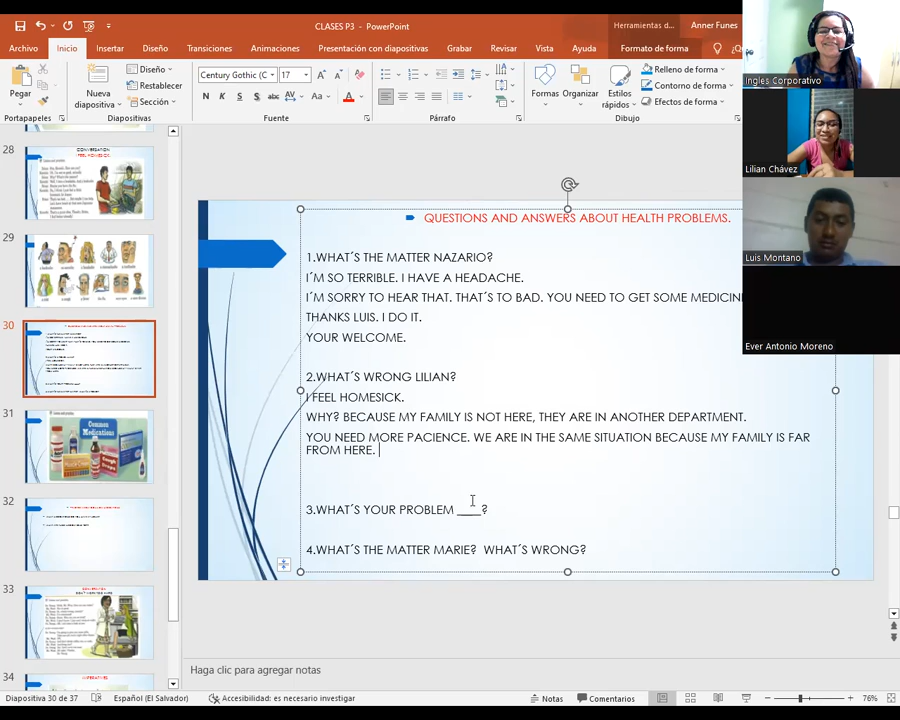 CLASES P3 - PowerPoint
Herramientas d...
Anner Funes
Archivo
Inicio
Insertar
Diseño
Transiciones
Animaciones
Presentación con diapositivas
Grabar
Revisar
Vista
Ayuda
Formato de forma
Pegar
Nueva diapositiva
Diseño
Restablecer
Sección
Century Gothic (C
17
N
K
S
S
abc
AV
Aa
A
Formas
Organizar
Estilos rápidos
Relleno de forma
Contorno de forma
Efectos de forma
Portapapeles
Diapositivas
Fuente
Párrafo
Dibujo
Ingles Corporativo
Lilian Chávez
Luis Montano
Ever Antonio Moreno
28
29
30
31
Common Medications
32
33
34
QUESTIONS AND ANSWERS ABOUT HEALTH PROBLEMS.
1.WHAT´S THE MATTER NAZARIO?
I´M SO TERRIBLE. I HAVE A HEADACHE.
I´M SORRY TO HEAR THAT. THAT´S TO BAD. YOU NEED TO GET SOME MEDICIN
THANKS LUIS. I DO IT.
YOUR WELCOME.
2.WHAT´S WRONG LILIAN?
I FEEL HOMESICK.
WHY? BECAUSE MY FAMILY IS NOT HERE, THEY ARE IN ANOTHER DEPARTMENT.
YOU NEED MORE PACIENCE. WE ARE IN THE SAME SITUATION BECAUSE MY FAMILY IS FAR
FROM HERE.
3.WHAT´S YOUR PROBLEM ____?
4.WHAT´S THE MATTER MARIE? WHAT´S WRONG?
Haga clic para agregar notas
Diapositiva 30 de 37
Español (El Salvador)
Accesibilidad: es necesario investigar
Notas
Comentarios
76%